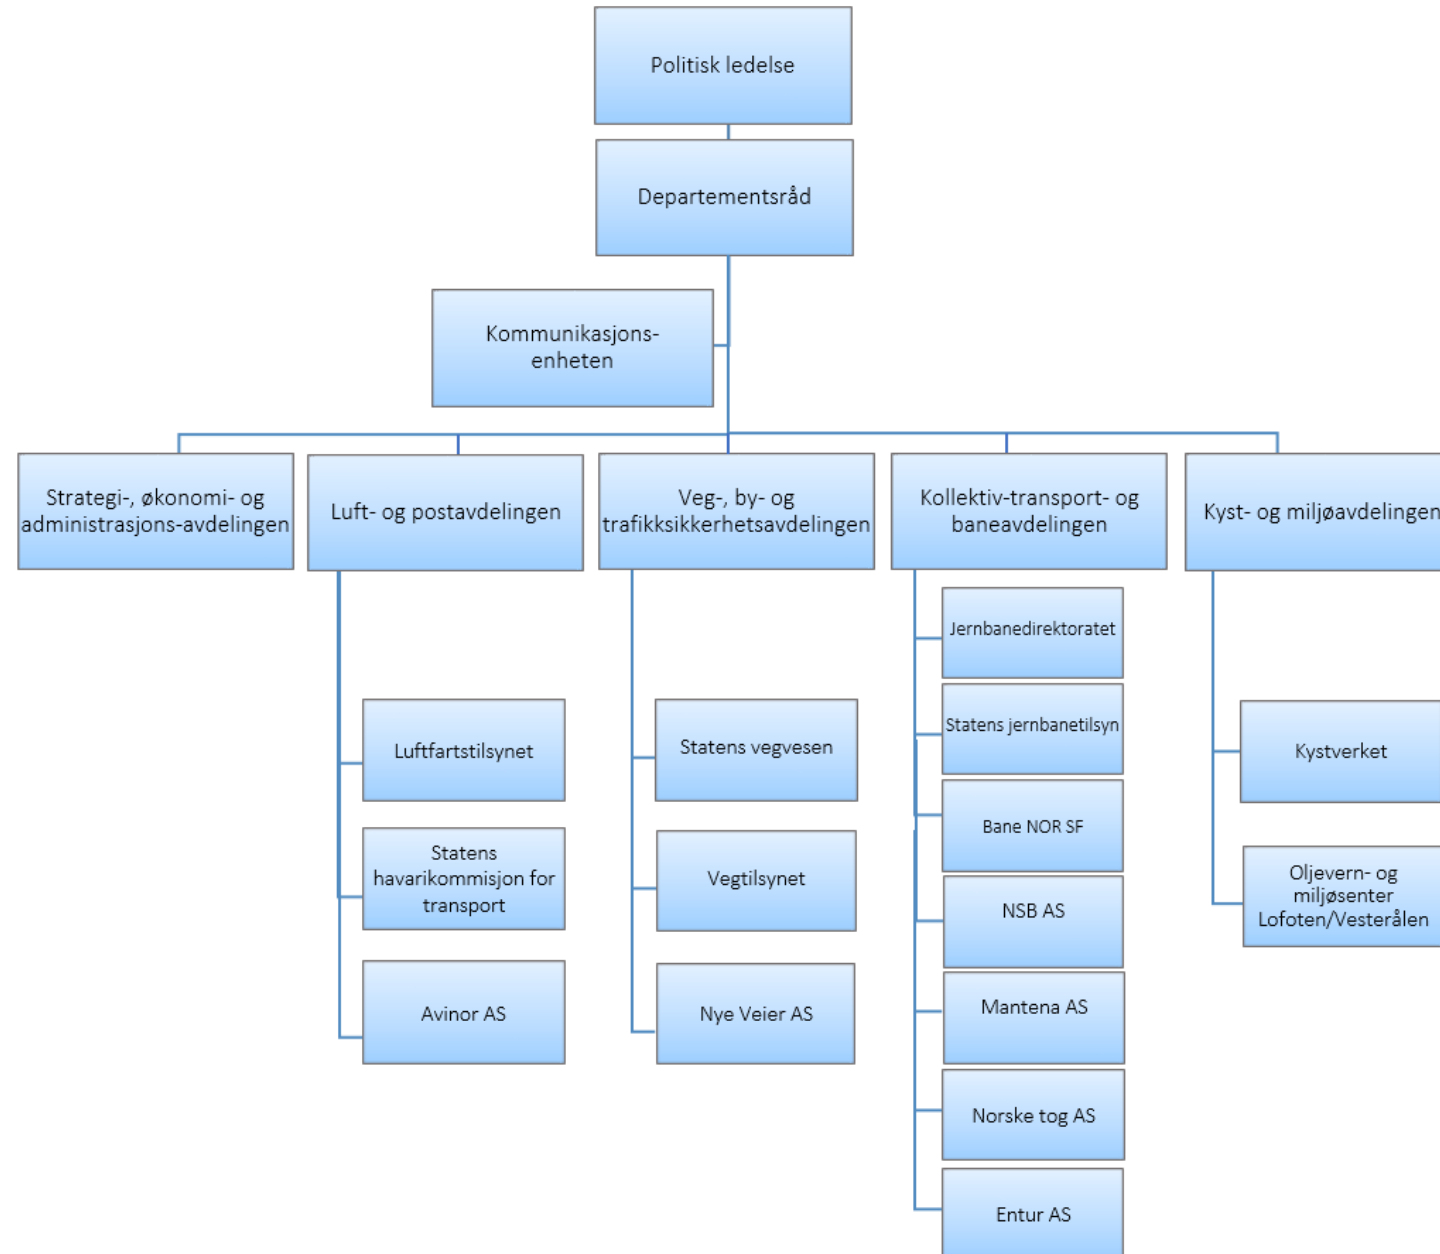 Politisk ledelse
Departementsråd
Kommunikasjons-
enheten
Strategi-, økonomi- og
administrasjons-avdelingen
Luft- og postavdelingen
Veg-, by- og
trafikksikkerhetsavdelingen
Kollektiv-transport- og
baneavdelingen
Kyst- og miljøavdelingen
Luftfartstilsynet
Statens
havarikommisjon for
transport
Avinor AS
Statens vegvesen
Vegtilsynet
Nye Veier AS
Jernbanedirektoratet
Statens jernbanetilsyn
Bane NOR SF
NSB AS
Mantena AS
Norske tog AS
Entur AS
Kystverket
Oljevern- og
miljøsenter
Lofoten/Vesterålen